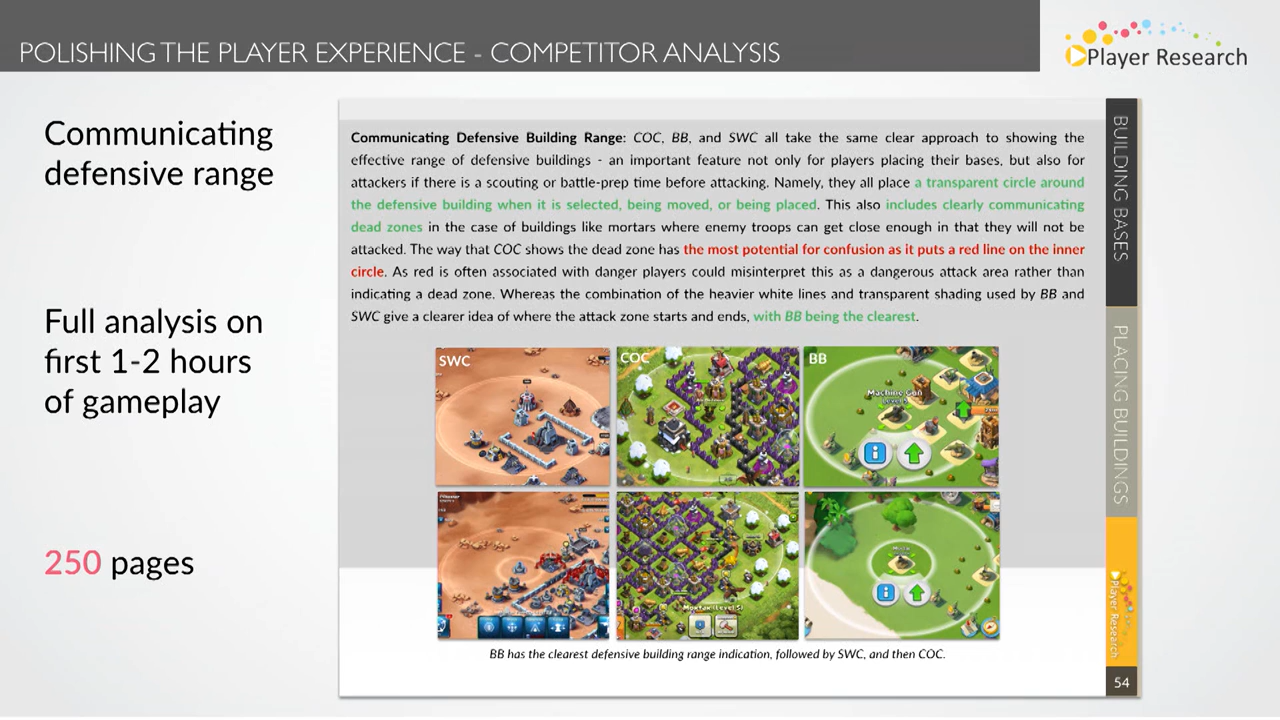 POLISHING THE PLAYER EXPERIENCE - COMPETITOR ANALYSIS
Player Research
Communicating
defensive range
Full analysis on
first 1-2 hours
of gameplay
250 pages
Communicating Defensive Building Range: COC, BB, and SWC all take the same clear approach to showing the
effective range of defensive buildings - an important feature not only for players placing their bases, but also for
attackers if there is a scouting or battle-prep time before attacking. Namely, they all place a transparent circle around
the defensive building when it is selected, being moved, or being placed. This also includes clearly communicating
dead zones in the case of buildings like mortars where enemy troops can get close enough in that they will not be
attacked. The way that COC shows the dead zone has the most potential for confusion as it puts a red line on the inner
circle. As red is often associated with danger players could misinterpret this as a dangerous attack area rather than
indicating a dead zone. Whereas the combination of the heavier white lines and transparent shading used by BB and
SWC give a clearer idea of where the attack zone starts and ends, with BB being the clearest.
SWC
COC
BB
Machine Gun
Level 5
Mortar (Level 5)
BB has the clearest defensive building range indication, followed by SWC, and then COC.
BUILDING BASES
PLACING BUILDINGS
Player Research
54